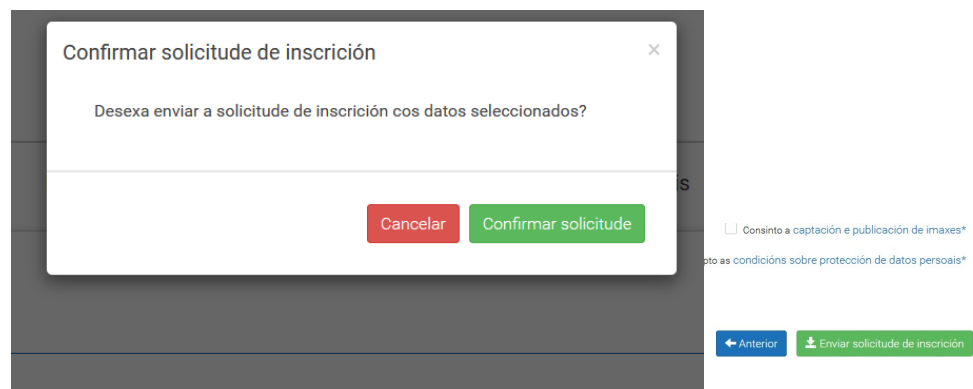 Confirmar solicitude de inscrición ×
Desexa enviar a solicitude de inscrición cos datos seleccionados?
Cancelar Confirmar solicitude
Consinto a captación e publicación de imaxes*
as condicións sobre protección de datos persoais*
Anterior Enviar solicitude de inscrición